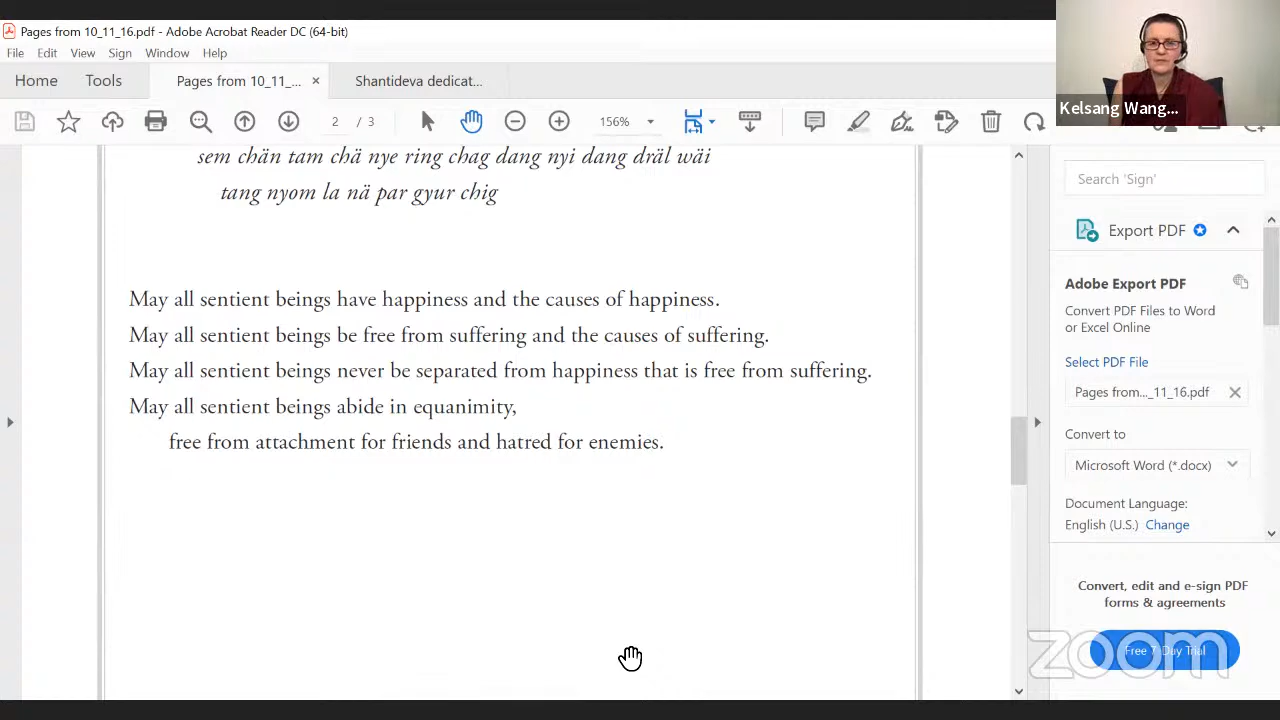 Pages from 10_11_16.pdf - Adobe Acrobat Reader DC (64-bit)
File Edit View Sign Window Help
Home Tools Pages from 10_11_... × Shantideva dedicat...
2 / 3 156%
Kelsang Wang...
sem chän tam chä nye ring chag dang nyi dang dräl wäi
tang nyom la nä par gyur chig
May all sentient beings have happiness and the causes of happiness.
May all sentient beings be free from suffering and the causes of suffering.
May all sentient beings never be separated from happiness that is free from suffering.
May all sentient beings abide in equanimity,
free from attachment for friends and hatred for enemies.
Search 'Sign'
Export PDF
Adobe Export PDF
Convert PDF Files to Word
or Excel Online
Select PDF File
Pages from..._11_16.pdf
Convert to
Microsoft Word (*.docx)
Document Language:
English (U.S.) Change
Convert, edit and e-sign PDF
forms & agreements
Free 7-Day Trial
zoom